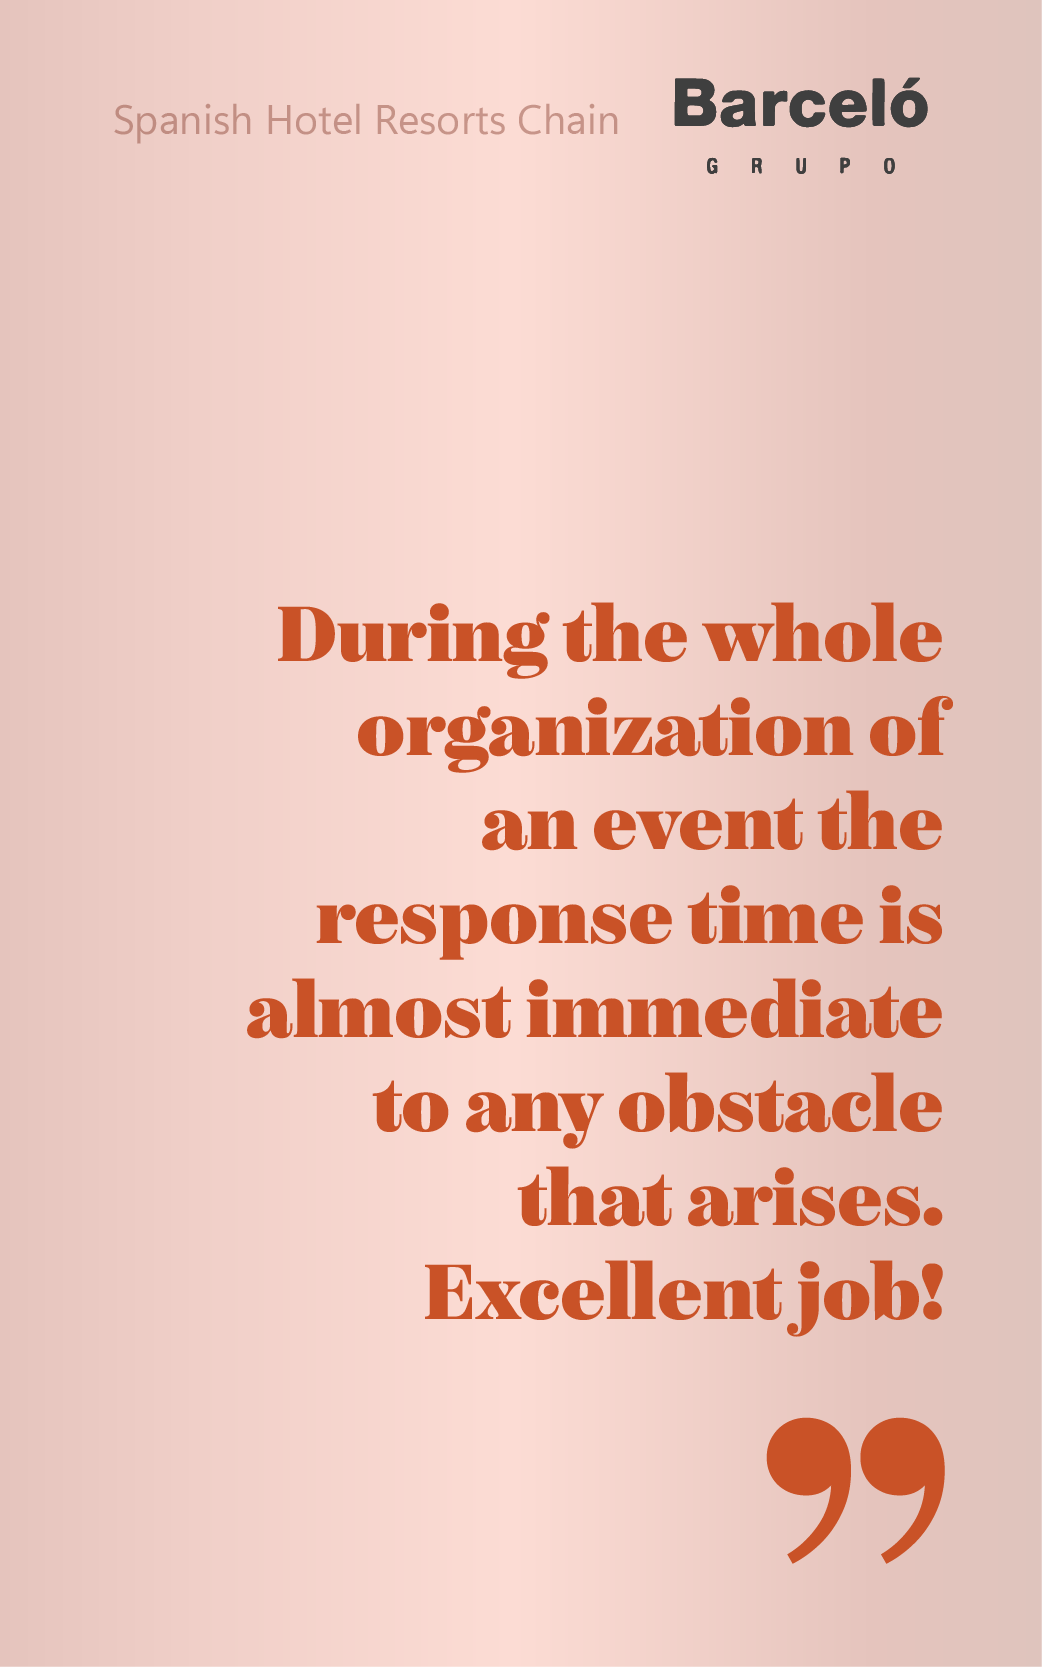 Spanish Hotel Resorts Chain
Barceló
GRUPO
During the whole
organization of
an event the
response time is
almost immediate
to any obstacle
that arises.
Excellent job!
”